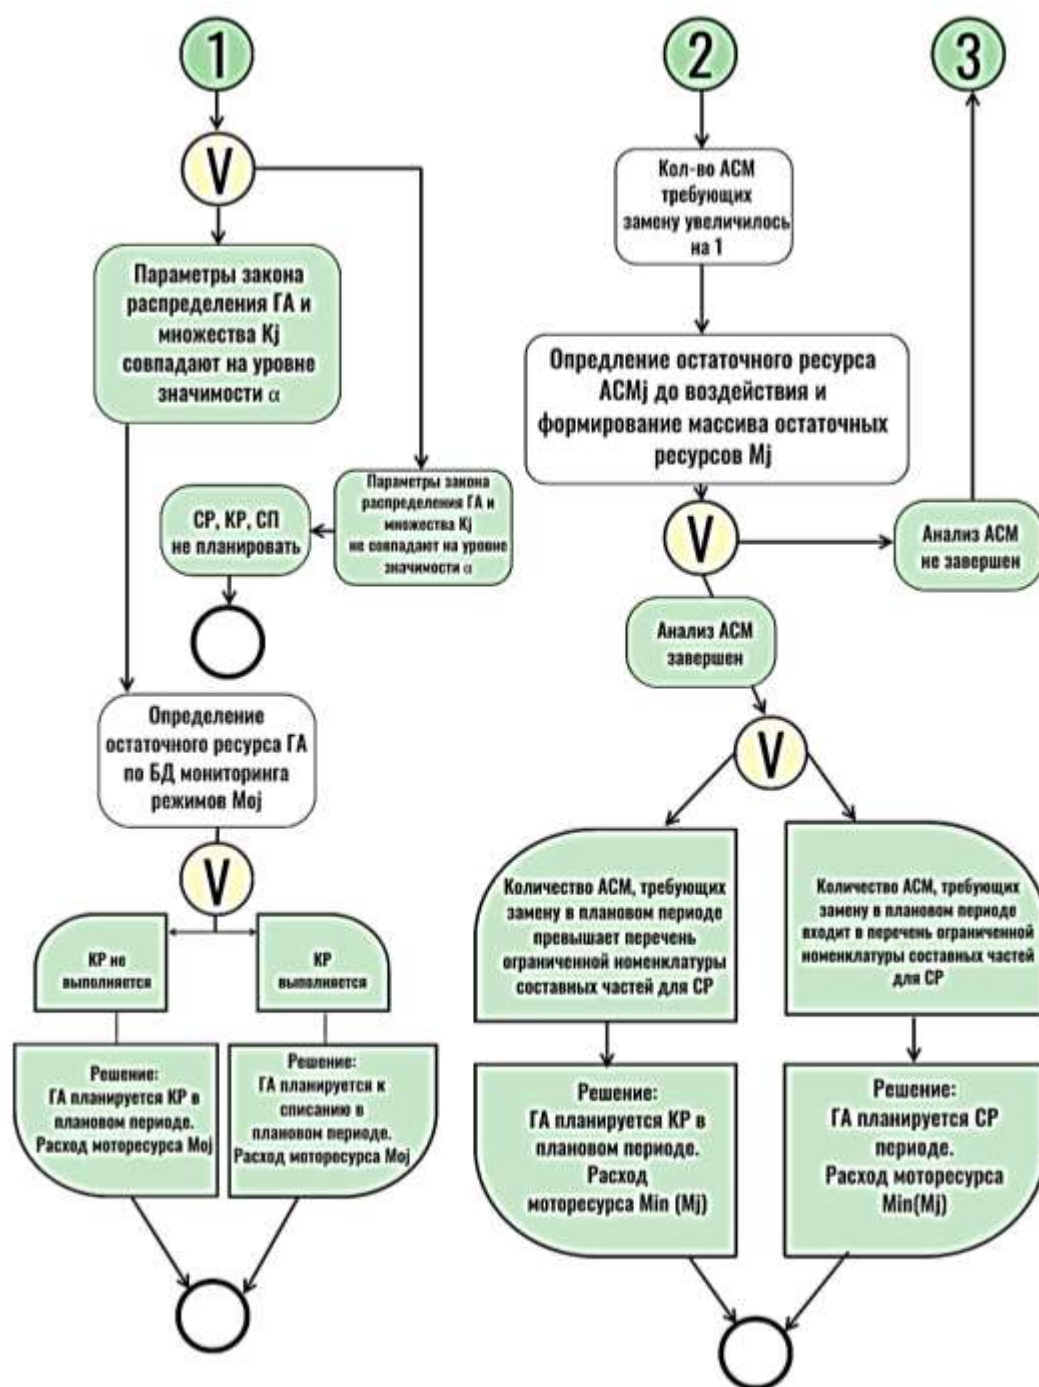 1
V
Параметры закона
распределения ГА и
множества Kj
совпадают на уровне
значимости α
Параметры закона
распределения ГА и
множества Kj
не совпадают на уровне
значимости α
СР, КР, СП
не планировать
Определение
остаточного ресурса ГА
по БД мониторинга
режимов Moj
V
КР не
выполняется
КР
выполняется
Решение:
ГА планируется КР в
плановом периоде.
Расход моторесурса Moj
Решение:
ГА планируется к
списанию в
плановом периоде.
Расход моторосурса Moj
2
3
Кол-во АСМ
требующих
замену увеличилось
на 1
Опредление остаточного ресурса
АСМj до воздействия и
формирование массива остаточных
ресурсов Mj
V
Анализ АСМ
не завершен
Анализ АСМ
завершен
V
Количество АСМ, требующих
замену в плановом периоде
превышает перечень
ограниченной номенклатуры
составных частей для СР
Количество АСМ, требующих
замену в плановом периоде
входит в перечень ограниченной
номенклатуры составных частей
для СР
Решение:
ГА планируется КР в
плановом периоде.
Расход
моторесурса Min (Mj)
Решение:
ГА планируется СР
периоде.
Расход моторесурса
Min(Mj)